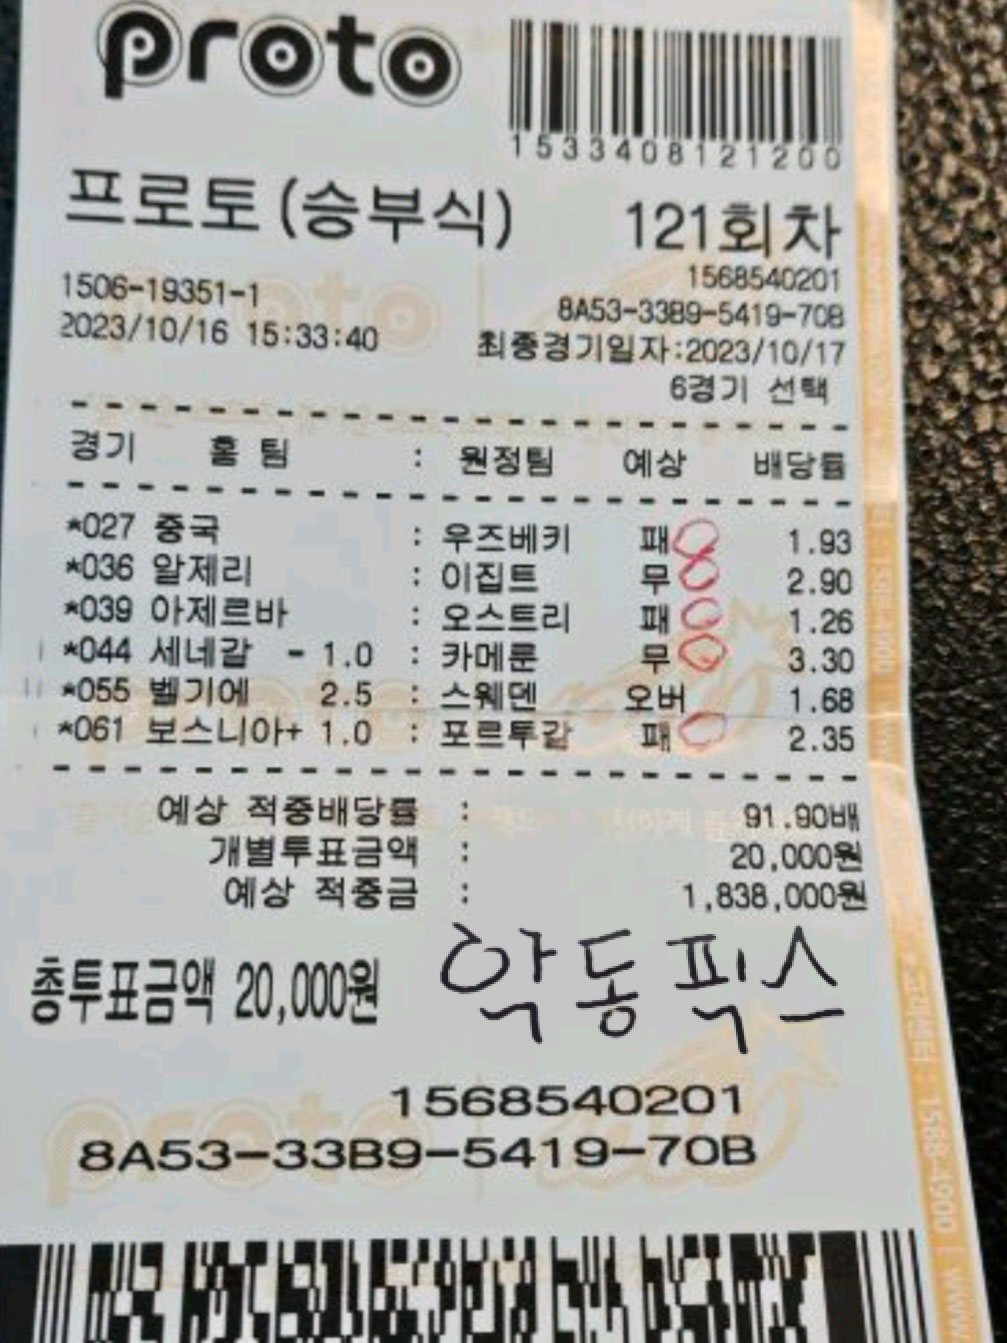 proto
1533408121200
프로토(승부식) 121회차
1506-19351-1 1568540201
2023/10/16 15:33:40 8A53-33B9-5419-70B
최종경기일자:2023/10/17
6경기 선택
경기 홈 팀 : 원정팀 예상 배당률
*027 중국 : 우즈베키 패 1.93
*036 알제리 : 이집트 무 2.90
*039 아제르바 : 오스트리 패 1.26
*044 세네갈 - 1.0 : 카메룬 무 3.30
*055 벨기에 2.5 : 스웨덴 오버 1.68
*061 보스니아+ 1.0 : 포르투갈 패 2.35
예상 적중배당률 : 91.90배
개별투표금액 : 20,000원
예상 적중금 : 1,838,000원
총투표금액 20,000원
악동픽스
1568540201
8A53-33B9-5419-70B